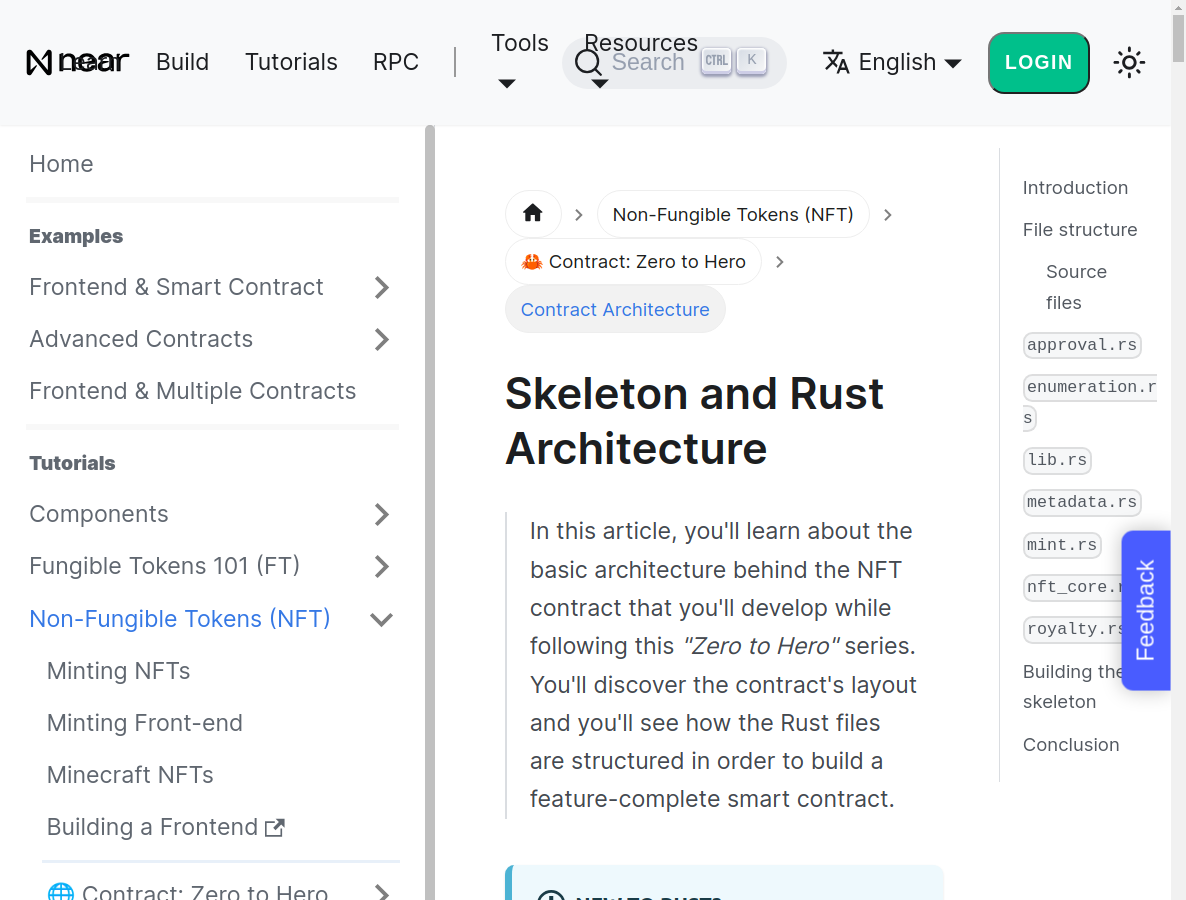 near
Learn
Build
Tutorials
RPC
Tools
Resources
Search
CTRL
K
English
LOGIN
Home
Examples
Frontend & Smart Contract
Advanced Contracts
Frontend & Multiple Contracts
Tutorials
Components
Fungible Tokens 101 (FT)
Non-Fungible Tokens (NFT)
Minting NFTs
Minting Front-end
Minecraft NFTs
Building a Frontend
🌐 Contract: Zero to Hero
Non-Fungible Tokens (NFT)
🦀 Contract: Zero to Hero
Contract Architecture
Skeleton and Rust
Architecture
In this article, you'll learn about the
basic architecture behind the NFT
contract that you'll develop while
following this "Zero to Hero" series.
You'll discover the contract's layout
and you'll see how the Rust files
are structured in order to build a
feature-complete smart contract.
NEW TO RUST?
Introduction
File structure
Source
files
approval.rs
enumeration.r
s
lib.rs
metadata.rs
mint.rs
nft_core.r
royalty.rs
Building the
skeleton
Conclusion
Feedback